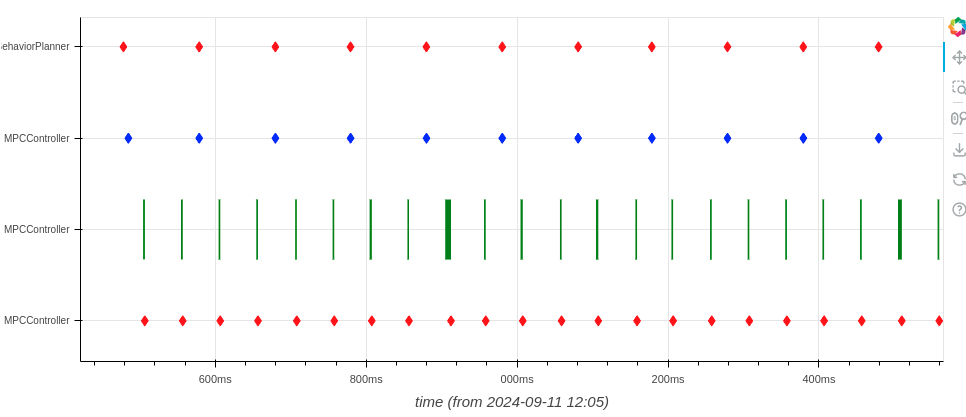 ehaviorPlanner
MPCController
MPCController
MPCController
600ms 800ms 000ms 200ms 400ms
time (from 2024-09-11 12:05)